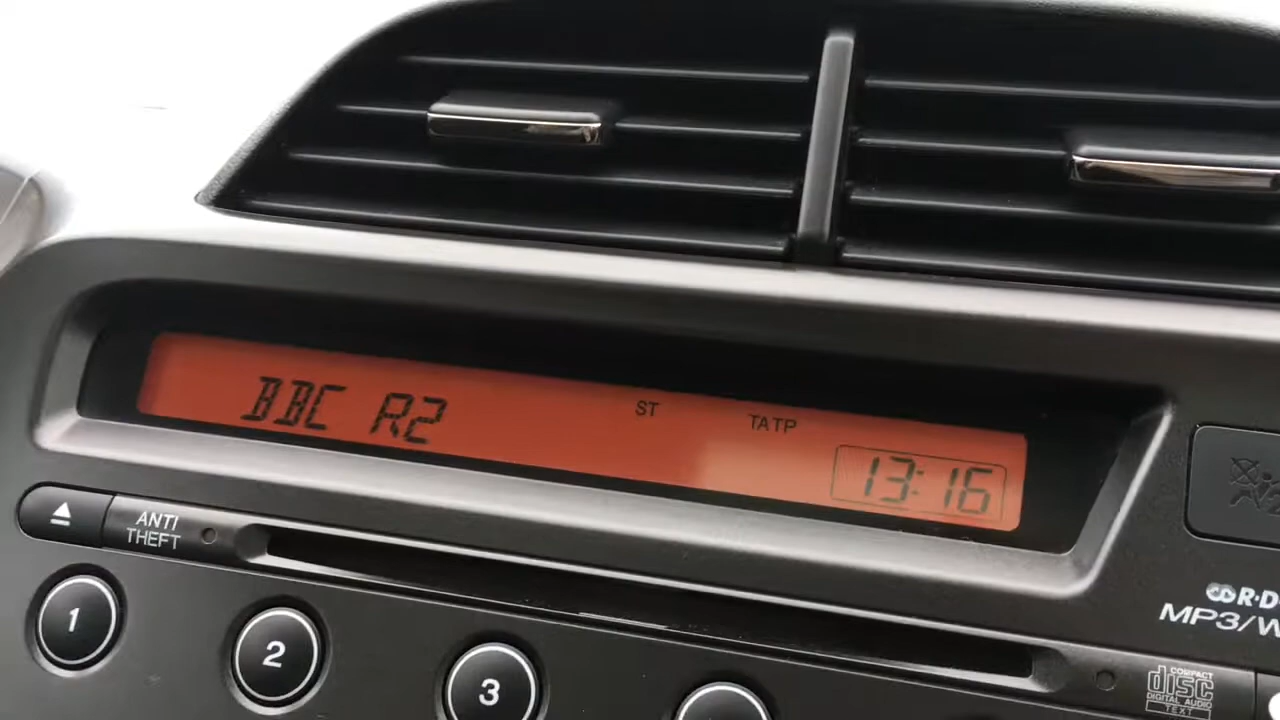 BBC R2
ST
TATP
13:16
ANTI
THEFT
1
2
3
R·D
MP3/W
COMPACT
disc
DIGITAL AUDIO
TEXT